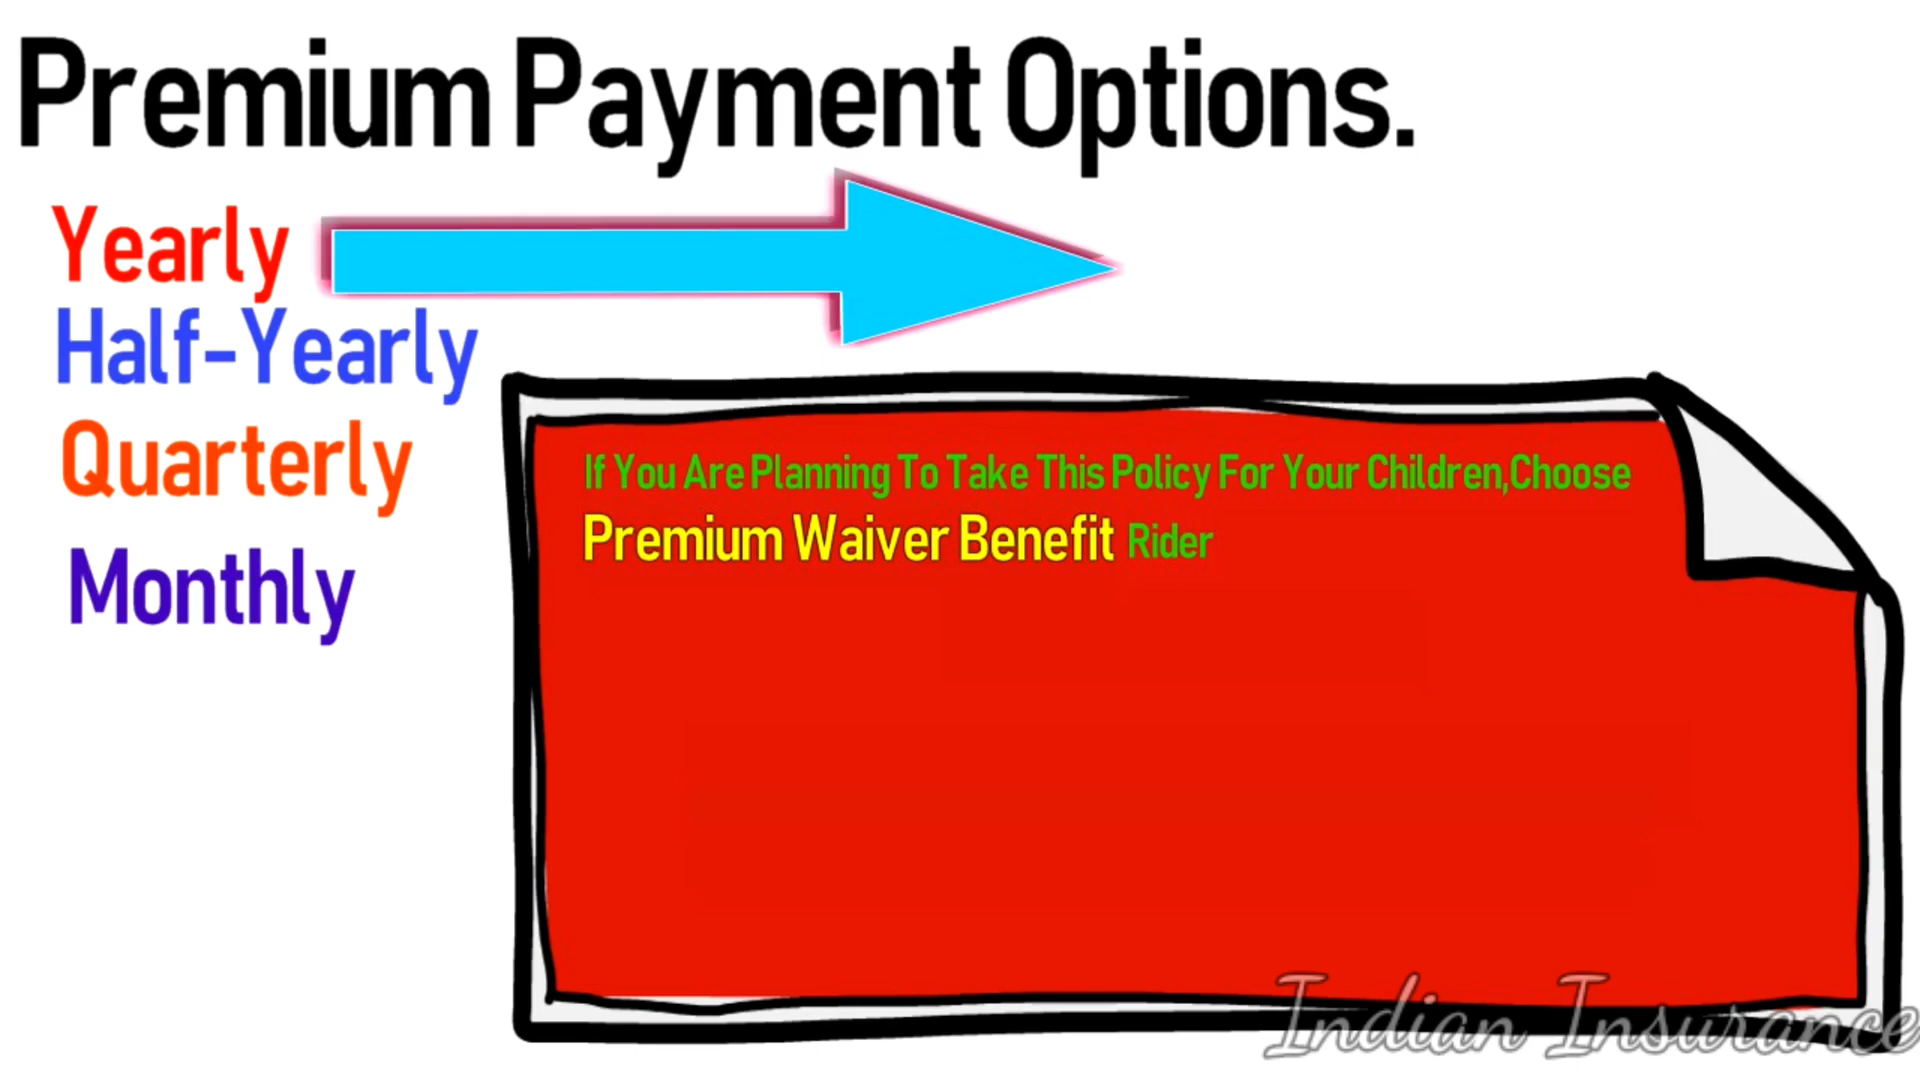 Premium Payment Options.
Yearly
Half-Yearly
Quarterly
Monthly
If You Are Planning To Take This Policy For Your Children,Choose
Premium Waiver Benefit Rider
Indian Insurance